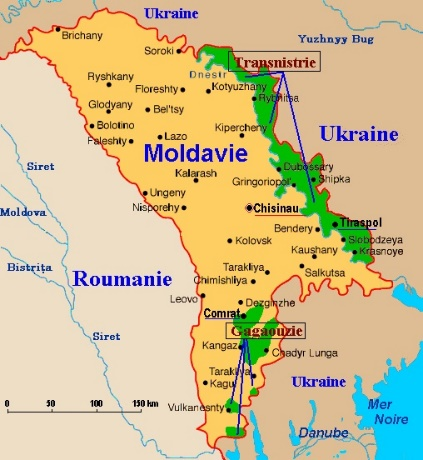 Ukraine
Brichany
Yuzhnyy Bug
Soroki
Transnistrie
Dnestr
Ryshkany
Floreshty
Kotyuzhany
Rybnitsa
Glodyany
Bel'tsy
Bolotino
Lazo
Kipercheny
Ukraine
Faleshty
Moldavie
Siret
Kalarash
Dubossary
Gringoriopol'
Shipka
Ungeny
Moldova
Nisporehy
Chisinau
Tiraspol
Bendery
Slobodzeya
Kolovsk
Kaushany
Krasnoye
Bistrița
Roumanie
Tarakliya
Salkutsa
Chimishliya
Leovo
Dezginzhe
Comrat
Gagaouzie
Siret
Kangaz
Chadyr Lunga
Tarakliya
Kagu
Ukraine
0 50 100 150 km
Vulkanesnty
Mer
Noire
Danube